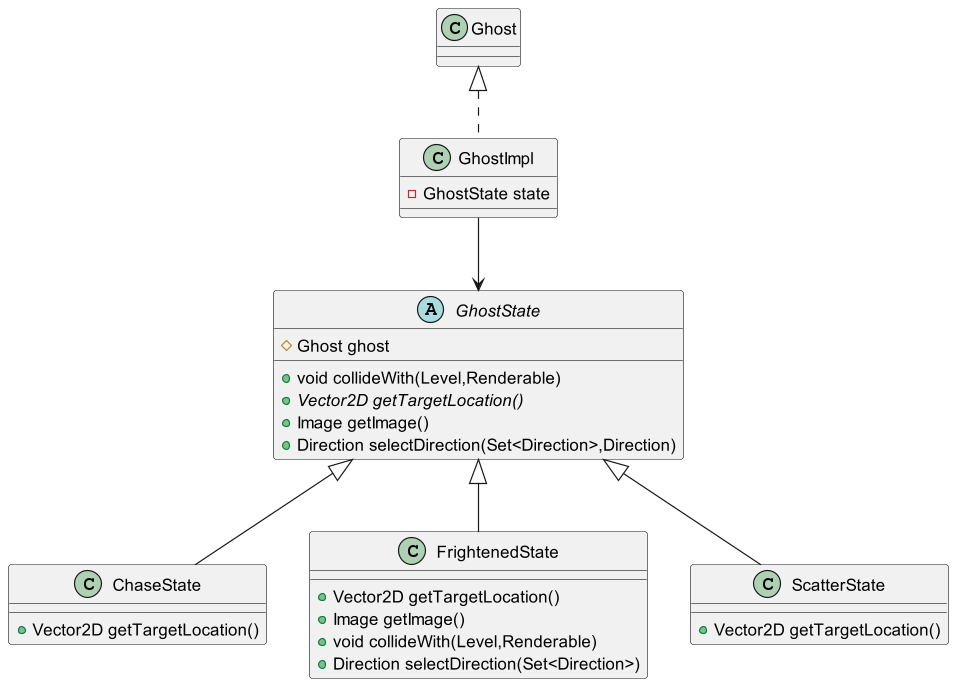 C Ghost
C GhostImpl
GhostState state
A GhostState
Ghost ghost
void collideWith(Level,Renderable)
Vector2D getTargetLocation()
Image getImage()
Direction selectDirection(Set<Direction>,Direction)
C ChaseState
Vector2D getTargetLocation()
C FrightenedState
Vector2D getTargetLocation()
Image getImage()
void collideWith(Level,Renderable)
Direction selectDirection(Set<Direction>)
C ScatterState
Vector2D getTargetLocation()